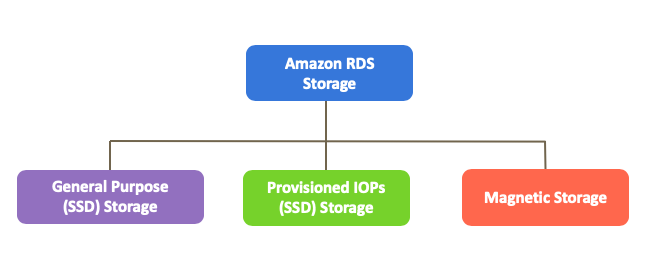 Amazon RDS
Storage
General Purpose
(SSD) Storage
Provisioned IOPs
(SSD) Storage
Magnetic Storage